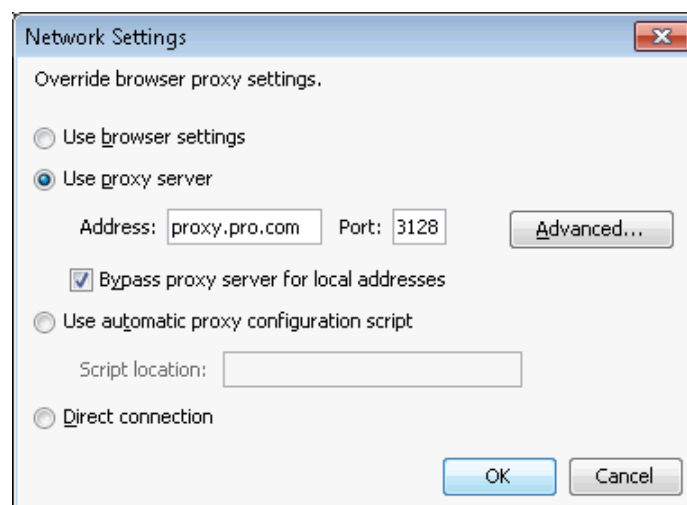 Network Settings
Override browser proxy settings.
Use browser settings
Use proxy server
Address: proxy.pro.com Port: 3128 Advanced...
Bypass proxy server for local addresses
Use automatic proxy configuration script
Script location:
Direct connection
OK Cancel